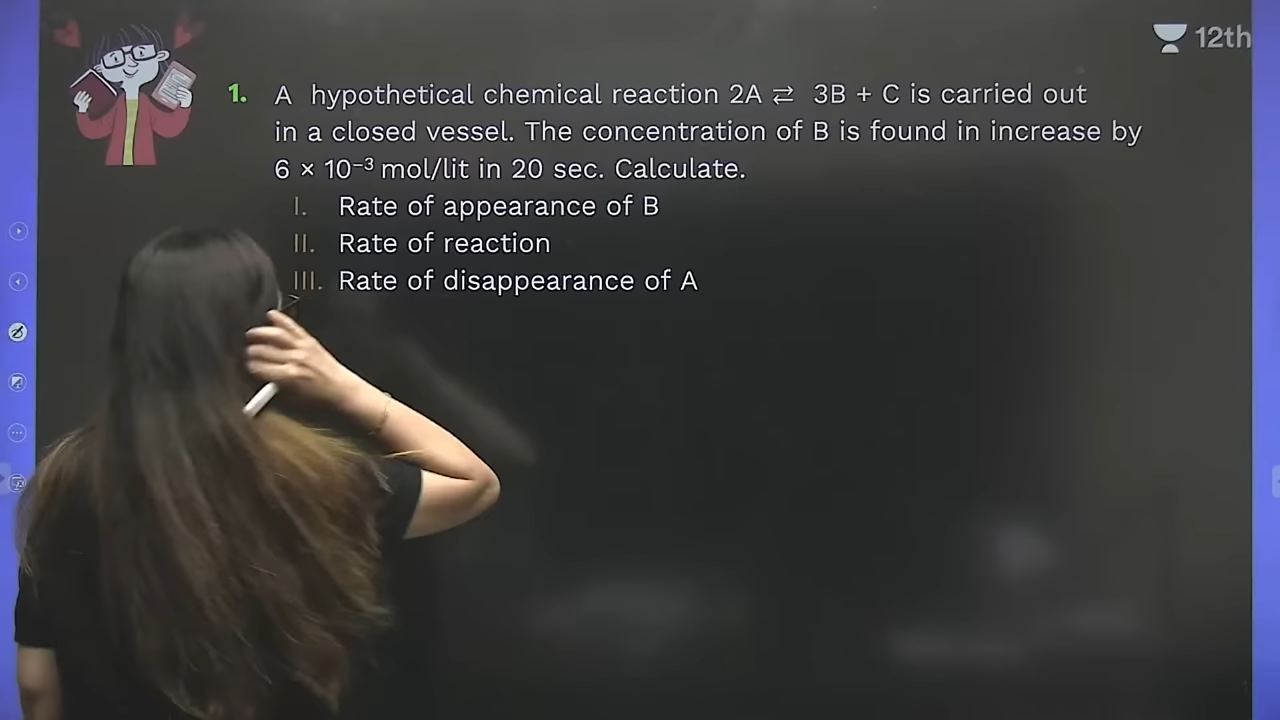 12th
1. A hypothetical chemical reaction 2A ⇄ 3B + C is carried out
in a closed vessel. The concentration of B is found in increase by
6 × 10⁻³ mol/lit in 20 sec. Calculate.
I. Rate of appearance of B
II. Rate of reaction
III. Rate of disappearance of A